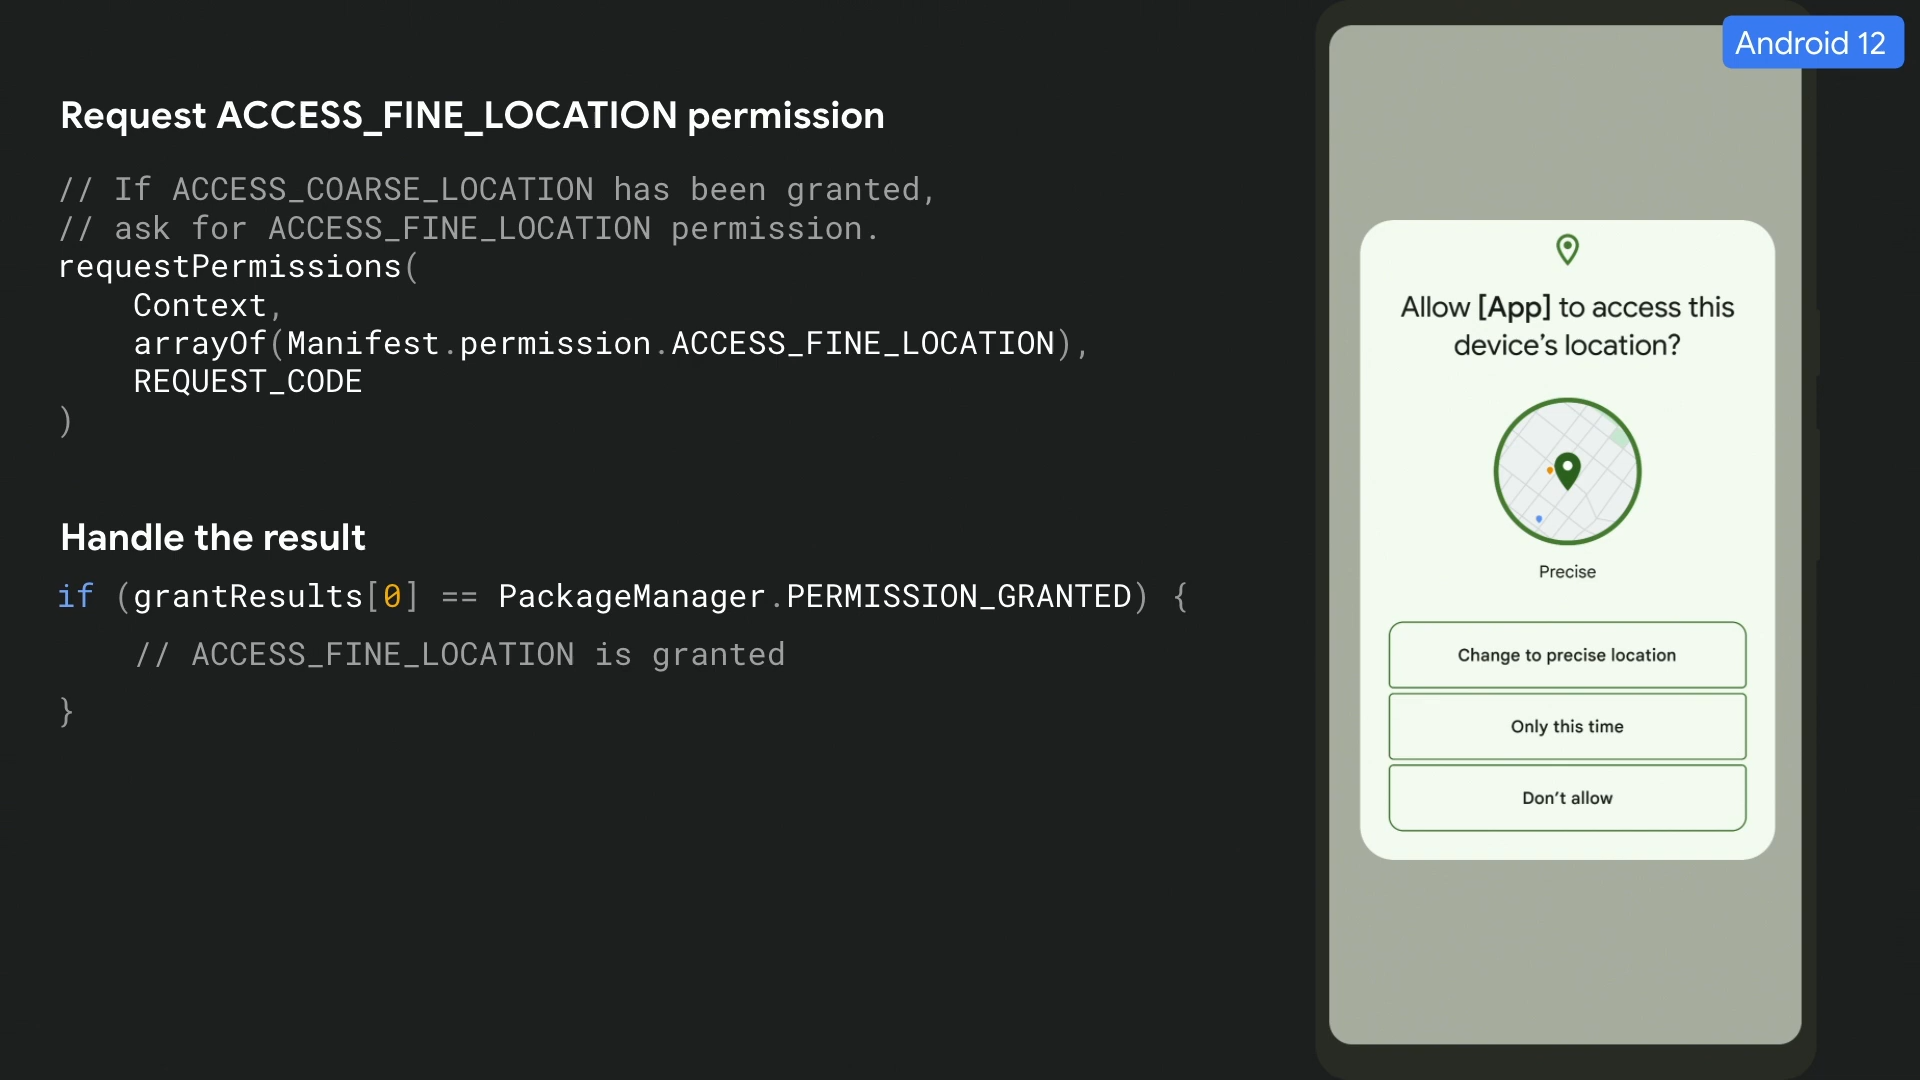 Request ACCESS_FINE_LOCATION permission
// If ACCESS_COARSE_LOCATION has been granted,
// ask for ACCESS_FINE_LOCATION permission.
requestPermissions(
    Context,
    arrayOf(Manifest.permission.ACCESS_FINE_LOCATION),
    REQUEST_CODE
)
Handle the result
if (grantResults[0] == PackageManager.PERMISSION_GRANTED) {
    // ACCESS_FINE_LOCATION is granted
}
Android 12
Allow [App] to access this
device’s location?
Precise
Change to precise location
Only this time
Don’t allow